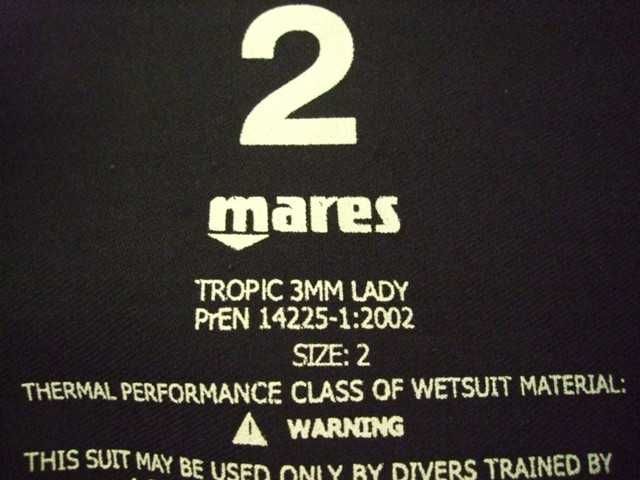 2
mares
TROPIC 3MM LADY
PrEN 14225-1:2002
SIZE: 2
THERMAL PERFORMANCE CLASS OF WETSUIT MATERIAL:
WARNING
THIS SUIT MAY BE USED ONLY BY DIVERS TRAINED BY